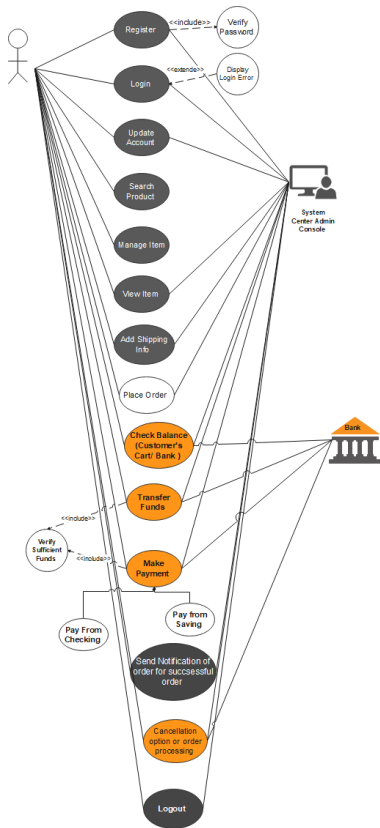 Register
<<include>>
Verify
Password
Login
<<extende>>
Display
Login Error
Update
Account
Search
Product
System
Center Admin
Console
Manage Item
View Item
Add Shipping
Info
Place Order
Check Balance
(Customer's
Cart/ Bank )
Bank
Transfer
Funds
<<include>>
Verify
Sufficient
Funds
<<include>>
Make
Payment
Pay From
Checking
Pay from
Saving
Send Notification of
order for succsessful
order
Cancellation
option or order
processing
Logout